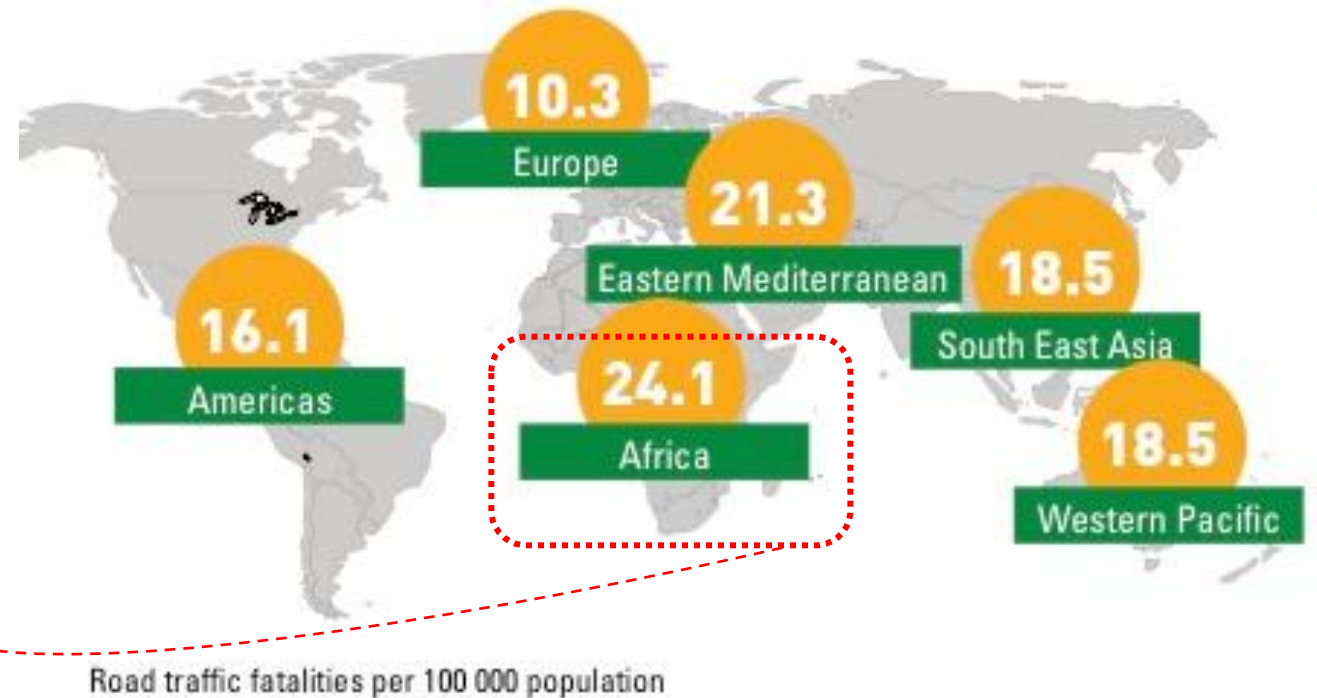 10.3
Europe
21.3
Eastern Mediterranean
18.5
South East Asia
16.1
Americas
24.1
Africa
18.5
Western Pacific
Road traffic fatalities per 100 000 population